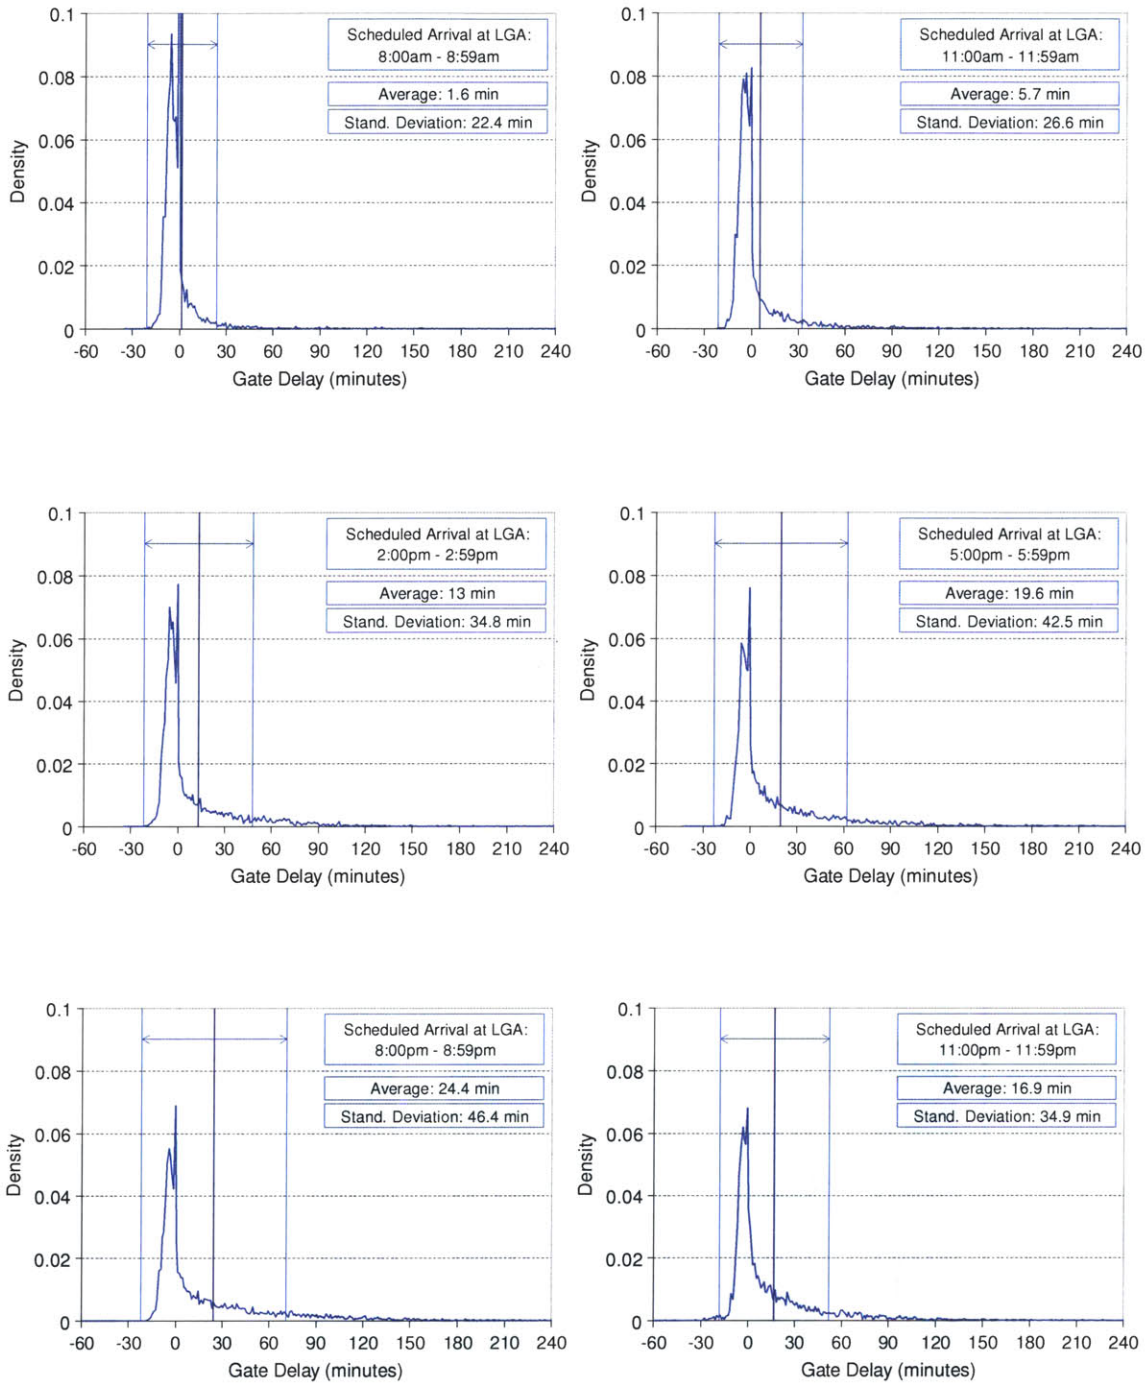 0.1
0.08
0.06
0.04
0.02
0
Density
-60 -30 0 30 60 90 120 150 180 210 240
Gate Delay (minutes)
Scheduled Arrival at LGA:
8:00am - 8:59am
Average: 1.6 min
Stand. Deviation: 22.4 min
0.1
0.08
0.06
0.04
0.02
0
Density
-60 -30 0 30 60 90 120 150 180 210 240
Gate Delay (minutes)
Scheduled Arrival at LGA:
11:00am - 11:59am
Average: 5.7 min
Stand. Deviation: 26.6 min
0.1
0.08
0.06
0.04
0.02
0
Density
-60 -30 0 30 60 90 120 150 180 210 240
Gate Delay (minutes)
Scheduled Arrival at LGA:
2:00pm - 2:59pm
Average: 13 min
Stand. Deviation: 34.8 min
0.1
0.08
0.06
0.04
0.02
0
Density
-60 -30 0 30 60 90 120 150 180 210 240
Gate Delay (minutes)
Scheduled Arrival at LGA:
5:00pm - 5:59pm
Average: 19.6 min
Stand. Deviation: 42.5 min
0.1
0.08
0.06
0.04
0.02
0
Density
-60 -30 0 30 60 90 120 150 180 210 240
Gate Delay (minutes)
Scheduled Arrival at LGA:
8:00pm - 8:59pm
Average: 24.4 min
Stand. Deviation: 46.4 min
0.1
0.08
0.06
0.04
0.02
0
Density
-60 -30 0 30 60 90 120 150 180 210 240
Gate Delay (minutes)
Scheduled Arrival at LGA:
11:00pm - 11:59pm
Average: 16.9 min
Stand. Deviation: 34.9 min